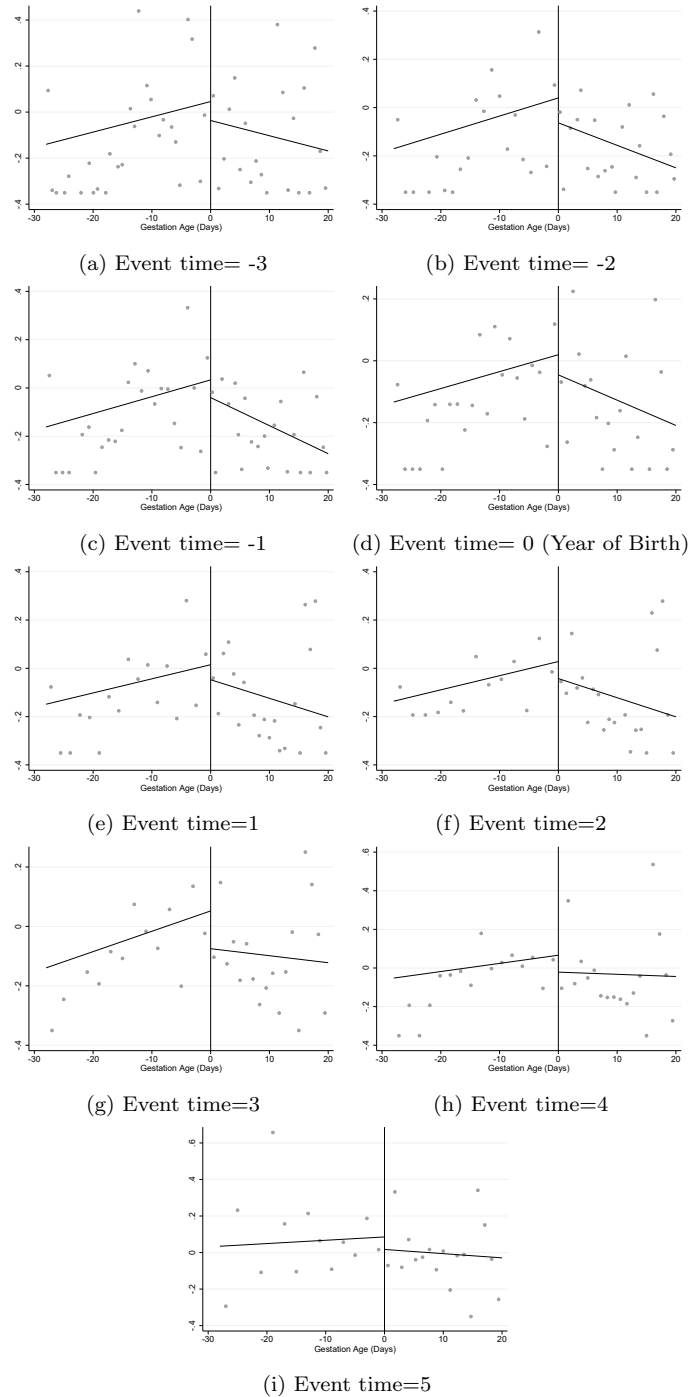 .4
.2
0
-.2
-.4
-30 -20 -10 0 10 20
Gestation Age (Days)
(a) Event time= -3
.4
.2
0
-.2
-.4
-30 -20 -10 0 10 20
Gestation Age (Days)
(b) Event time= -2
.4
.2
0
-.2
-.4
-30 -20 -10 0 10 20
Gestation Age (Days)
(c) Event time= -1
.2
0
-.2
-.4
-30 -20 -10 0 10 20
Gestation Age (Days)
(d) Event time= 0 (Year of Birth)
.4
.2
0
-.2
-.4
-30 -20 -10 0 10 20
Gestation Age (Days)
(e) Event time=1
.4
.2
0
-.2
-.4
-30 -20 -10 0 10 20
Gestation Age (Days)
(f) Event time=2
.2
0
-.2
-.4
-30 -20 -10 0 10 20
Gestation Age (Days)
(g) Event time=3
.6
.4
.2
0
-.2
-.4
-30 -20 -10 0 10 20
Gestation Age (Days)
(h) Event time=4
.6
.4
.2
0
-.2
-.4
-30 -20 -10 0 10 20
Gestation Age (Days)
(i) Event time=5